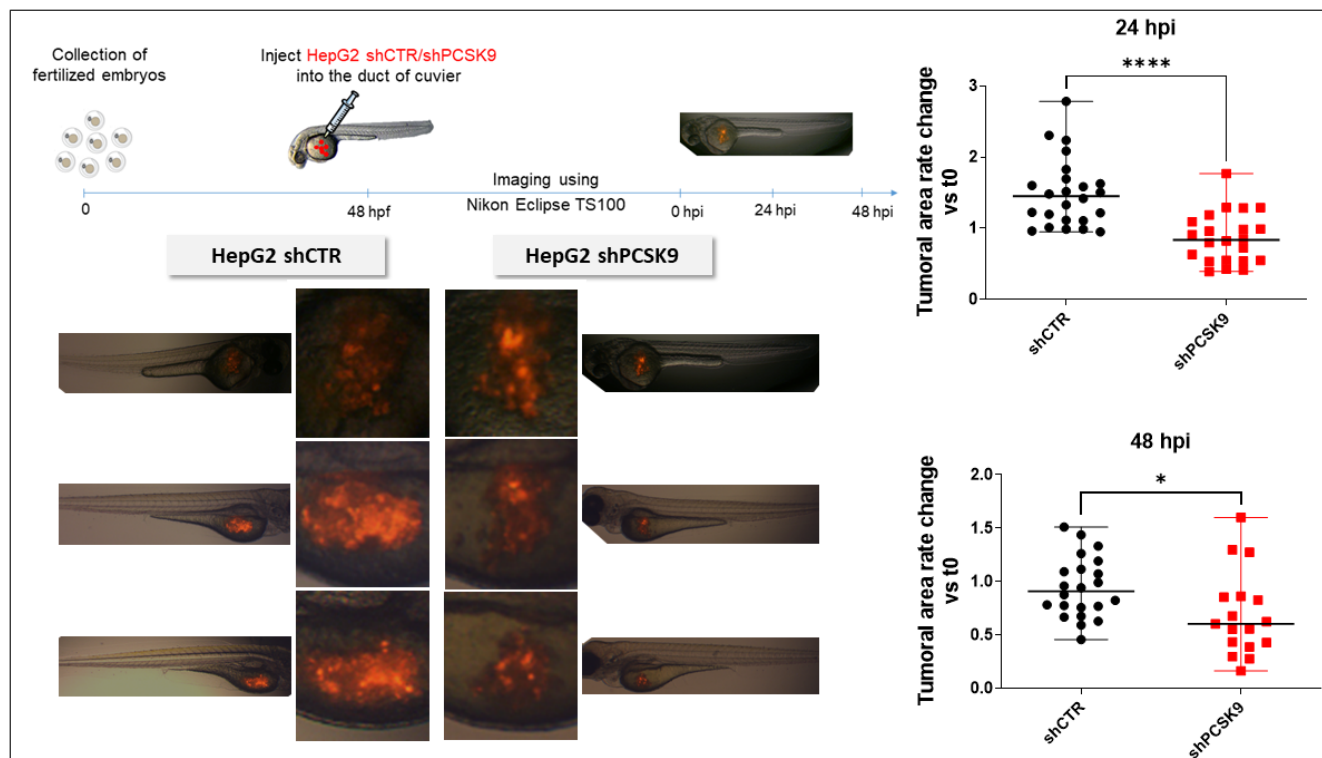 Collection of
fertilized embryos
Inject HepG2 shCTR/shPCSK9
into the duct of cuvier
Imaging using
Nikon Eclipse TS100
0
48 hpf
0 hpi
24 hpi
48 hpi
HepG2 shCTR
HepG2 shPCSK9
24 hpi
****
Tumoral area rate change
vs t0
3
2
1
0
shCTR
shPCSK9
48 hpi
*
Tumoral area rate change
vs t0
2.0
1.5
1.0
0.5
0.0
shCTR
shPCSK9